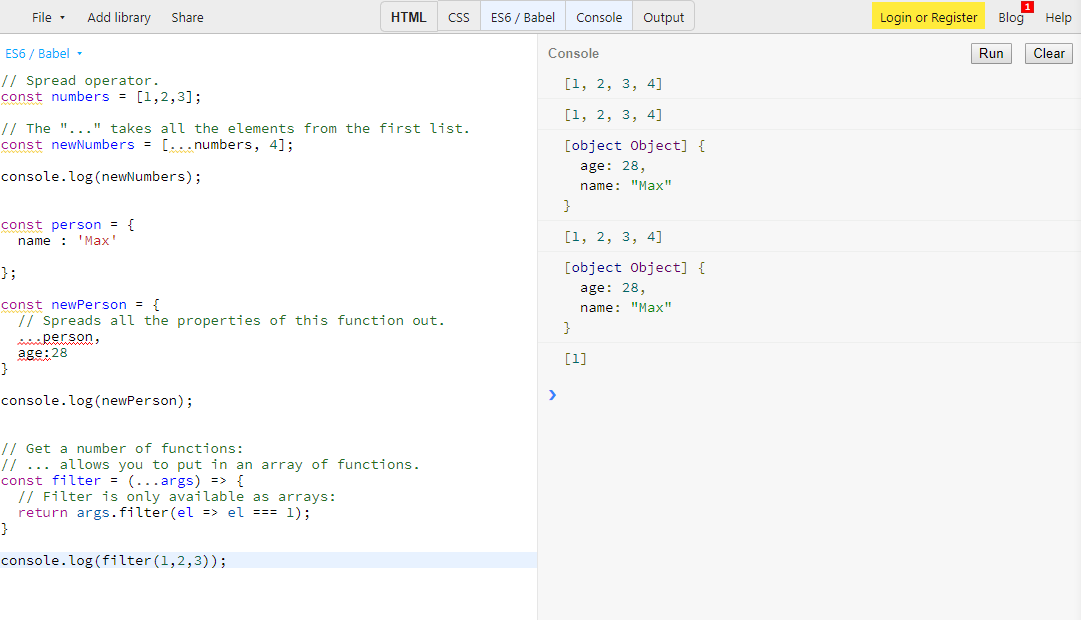 File Add library Share HTML CSS ES6 / Babel Console Output Login or Register Blog 1 Help
ES6 / Babel
// Spread operator.
const numbers = [1,2,3];
// The "..." takes all the elements from the first list.
const newNumbers = [...numbers, 4];
console.log(newNumbers);
const person = {
name : 'Max'
};
const newPerson = {
// Spreads all the properties of this function out.
...person,
age:28
}
console.log(newPerson);
// Get a number of functions:
// ... allows you to put in an array of functions.
const filter = (...args) => {
// Filter is only available as arrays:
return args.filter(el => el === 1);
}
console.log(filter(1,2,3));
Console Run Clear
[1, 2, 3, 4]
[1, 2, 3, 4]
[object Object] {
age: 28,
name: "Max"
}
[1, 2, 3, 4]
[object Object] {
age: 28,
name: "Max"
}
[1]